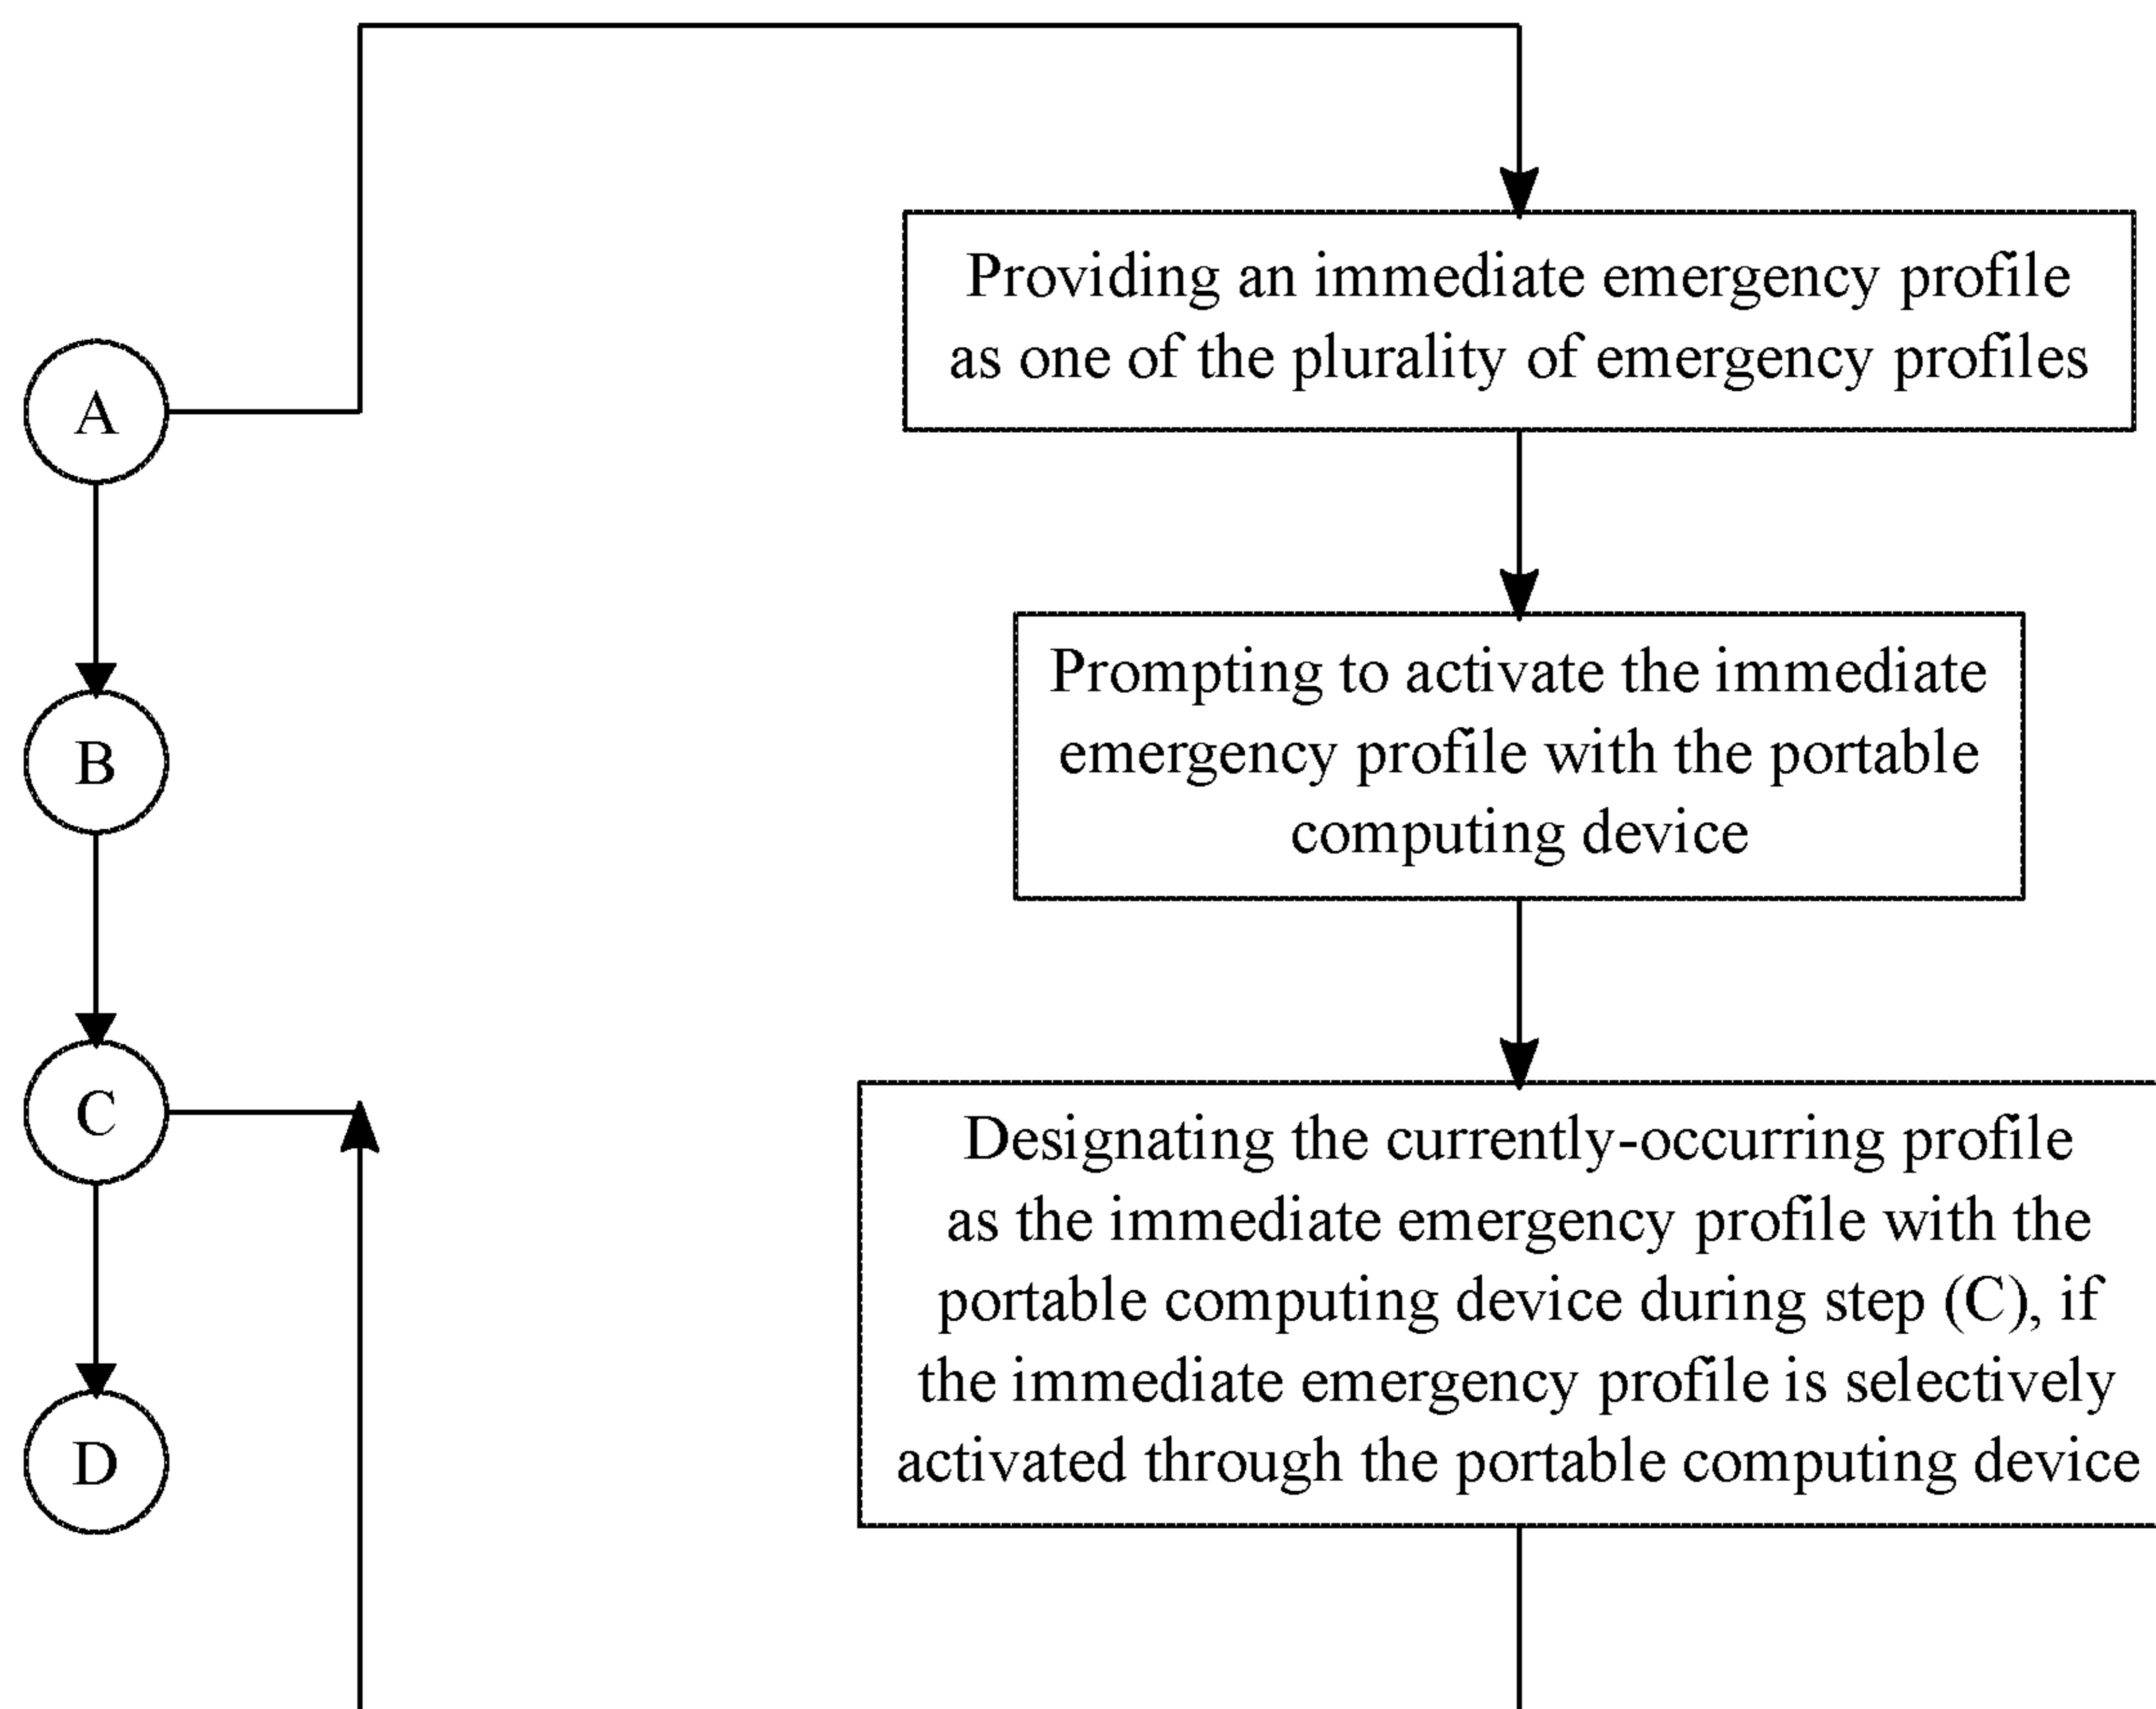 A
B
C
D
Providing an immediate emergency profile
as one of the plurality of emergency profiles
Prompting to activate the immediate
emergency profile with the portable
computing device
Designating the currently-occurring profile
as the immediate emergency profile with the
portable computing device during step (C), if
the immediate emergency profile is selectively
activated through the portable computing device